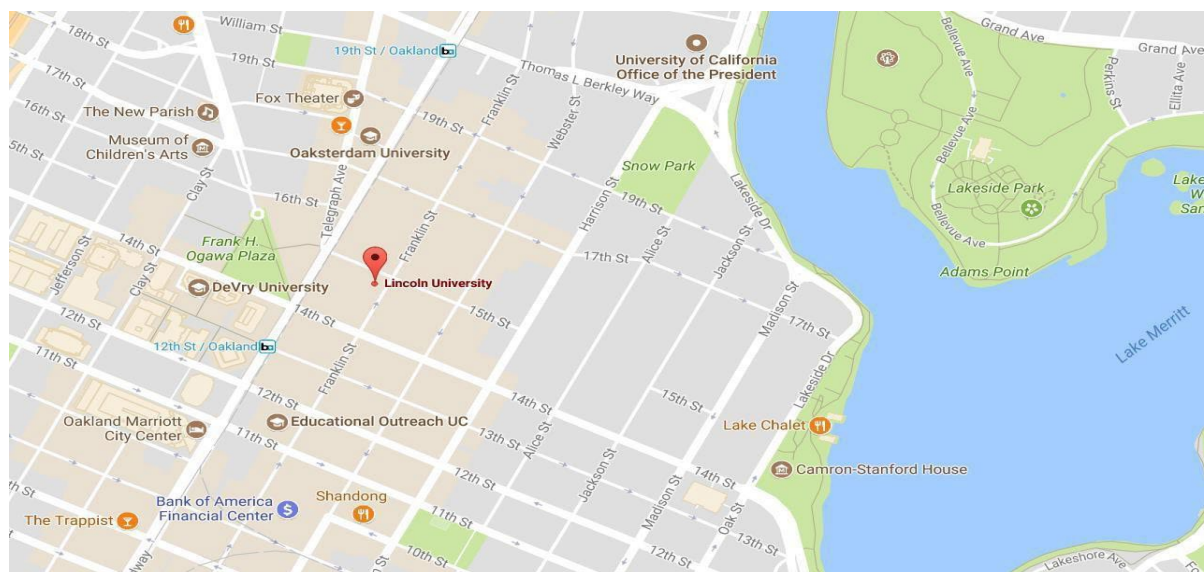 William St
18th St
17th St
19th St
19th St / Oakland
Thomas L Berkley Way
University of California
Office of the President
Grand Ave
Grand Ave
Bellevue Ave
Perkins St
Ellita Ave
The New Parish
Fox Theater
Franklin St
Webster St
16th St
19th St
Museum of
Children's Arts
Oaksterdam University
Bellevue Ave
Snow Park
Clay St
Telegraph Ave
Lakeside Park
Lake
16th St
Harrison St
19th St
Lakeside Dr
Bellevue Ave
Frank H.
Ogawa Plaza
Franklin St
14th St
Jefferson St
Clay St
17th St
Alice St
Jackson St
Adams Point
DeVry University
Lincoln University
Madison St
12th St
14th St
15th St
17th St
Lake Merritt
12th St / Oakland
11th St
Franklin St
Lakeside Dr
12th St
14th St
15th St
Oakland Marriott
City Center
Educational Outreach UC
Lake Chalet
11th St
13th St
Alice St
Jackson St
14th St
Camron-Stanford House
12th St
Bank of America
Financial Center
Shandong
Madison St
Oak St
The Trappist
11th St
13th St
10th St
12th St
Lakeshore Ave